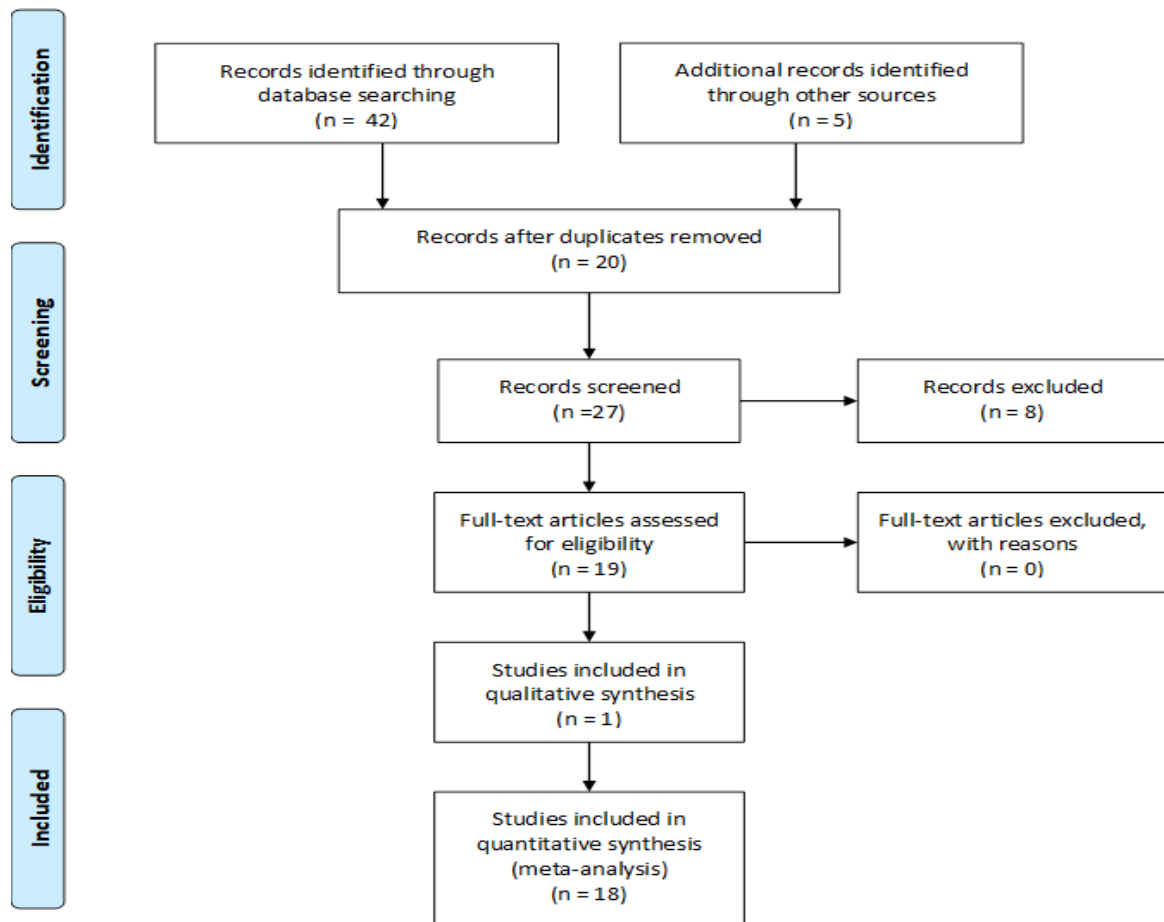 Identification
Records identified through
database searching
(n = 42)
Additional records identified
through other sources
(n = 5)
Records after duplicates removed
(n = 20)
Screening
Records screened
(n =27)
Records excluded
(n = 8)
Eligibility
Full-text articles assessed
for eligibility
(n = 19)
Full-text articles excluded,
with reasons
(n = 0)
Studies included in
qualitative synthesis
(n = 1)
Included
Studies included in
quantitative synthesis
(meta-analysis)
(n = 18)